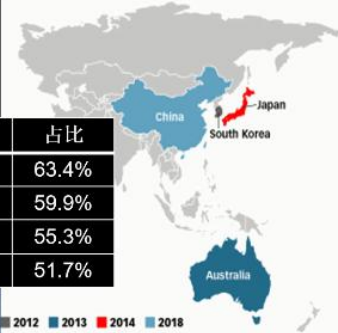 China
Japan
South Korea
占比
63.4%
59.9%
55.3%
51.7%
Australia
2012 2013 2014 2018